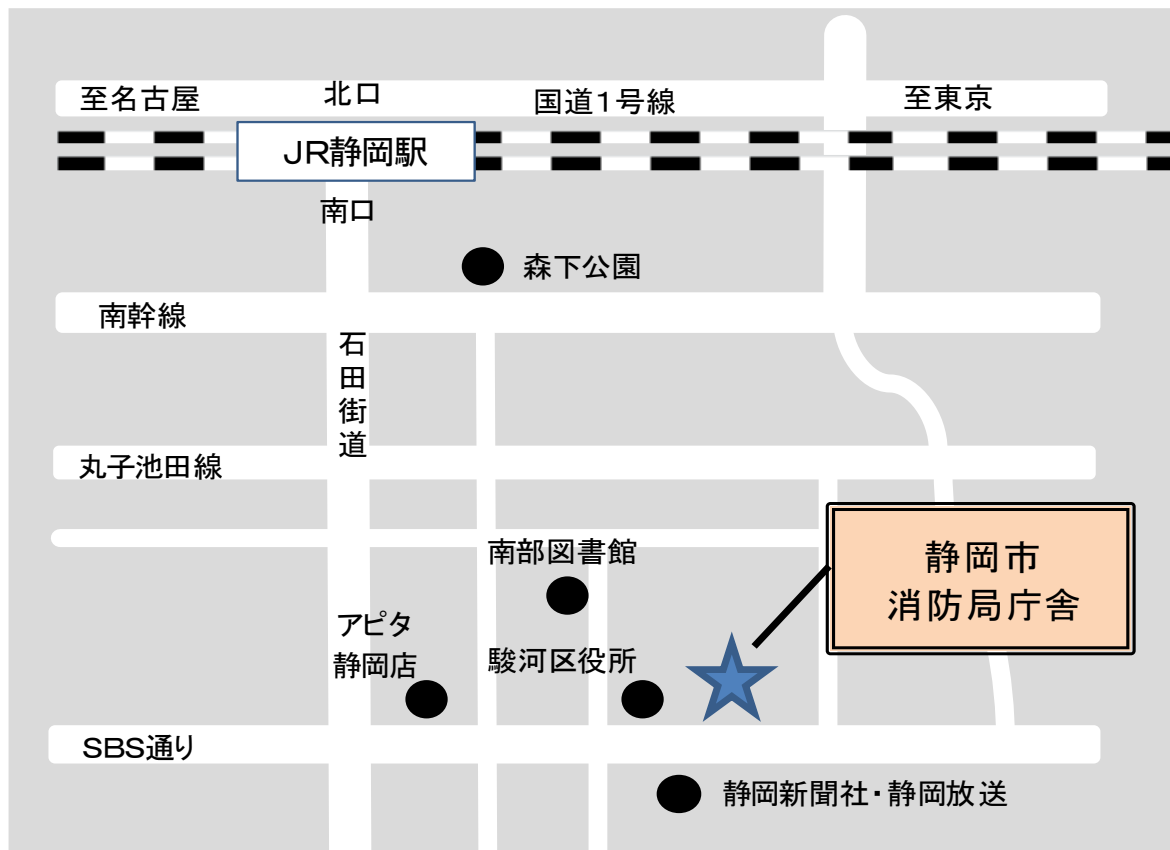 北口
至名古屋
国道1号線
至東京
JR静岡駅
南口
森下公園
南幹線
石田街道
丸子池田線
南部図書館
静岡市
消防局庁舎
アピタ
静岡店
駿河区役所
SBS通り
静岡新聞社・静岡放送